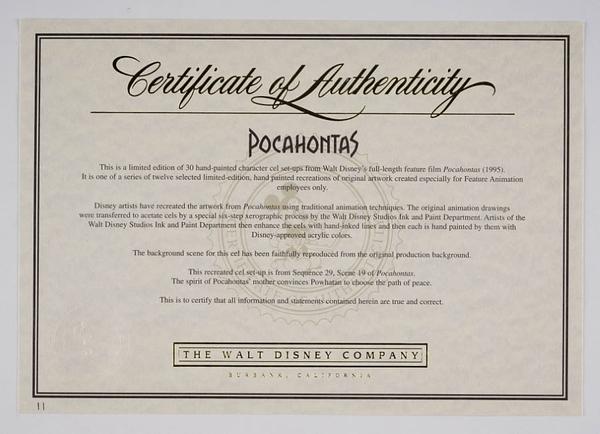 Certificate of Authenticity
POCAHONTAS
This is a limited edition of 30 hand-painted character cel set-ups from Walt Disney's full-length feature film Pocahontas (1995).
It is one of a series of twelve selected limited-edition, hand painted recreations of original artwork created especially for Feature Animation
employees only.
Disney artists have recreated the artwork from Pocahontas using traditional animation techniques. The original animation drawings
were transferred to acetate cels by a special six-step xerographic process by the Walt Disney Studios Ink and Paint Department. Artists of the
Walt Disney Studios Ink and Paint Department then enhance the cels with hand-inked lines and then each is hand painted by them with
Disney-approved acrylic colors.
The background scene for this cel has been faithfully reproduced from the original production background.
This recreated cel set-up is from Sequence 29, Scene 19 of Pocahontas.
The spirit of Pocahontas' mother convinces Powhatan to choose the path of peace.
This is to certify that all information and statements contained herein are true and correct.
THE WALT DISNEY COMPANY
BURBANK, CALIFORNIA
11